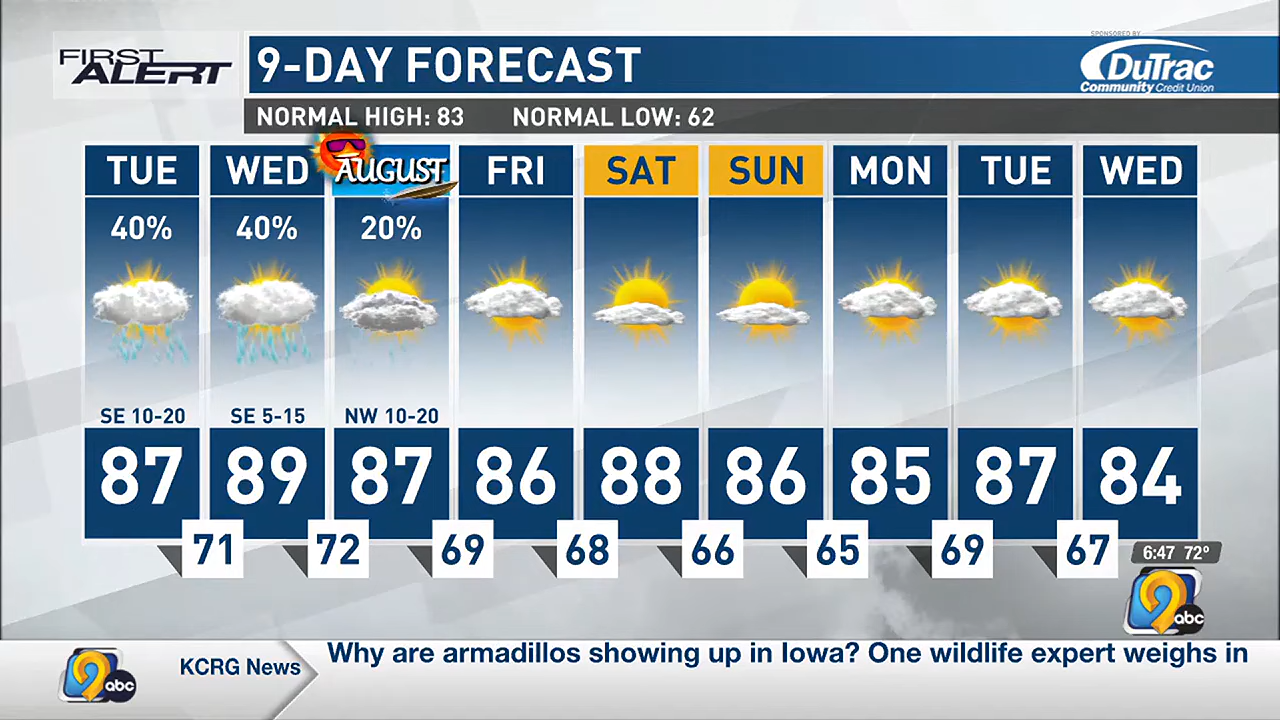 FIRST ALERT
9-DAY FORECAST
SPONSORED BY
DuTrac
Community Credit Union
NORMAL HIGH: 83 NORMAL LOW: 62
TUE WED AUGUST FRI SAT SUN MON TUE WED
40% 40% 20%
SE 10-20 SE 5-15 NW 10-20
87 89 87 86 88 86 85 87 84
71 72 69 68 66 65 69 67
6:47 72°
9 abc
9 abc
KCRG News
Why are armadillos showing up in Iowa? One wildlife expert weighs in